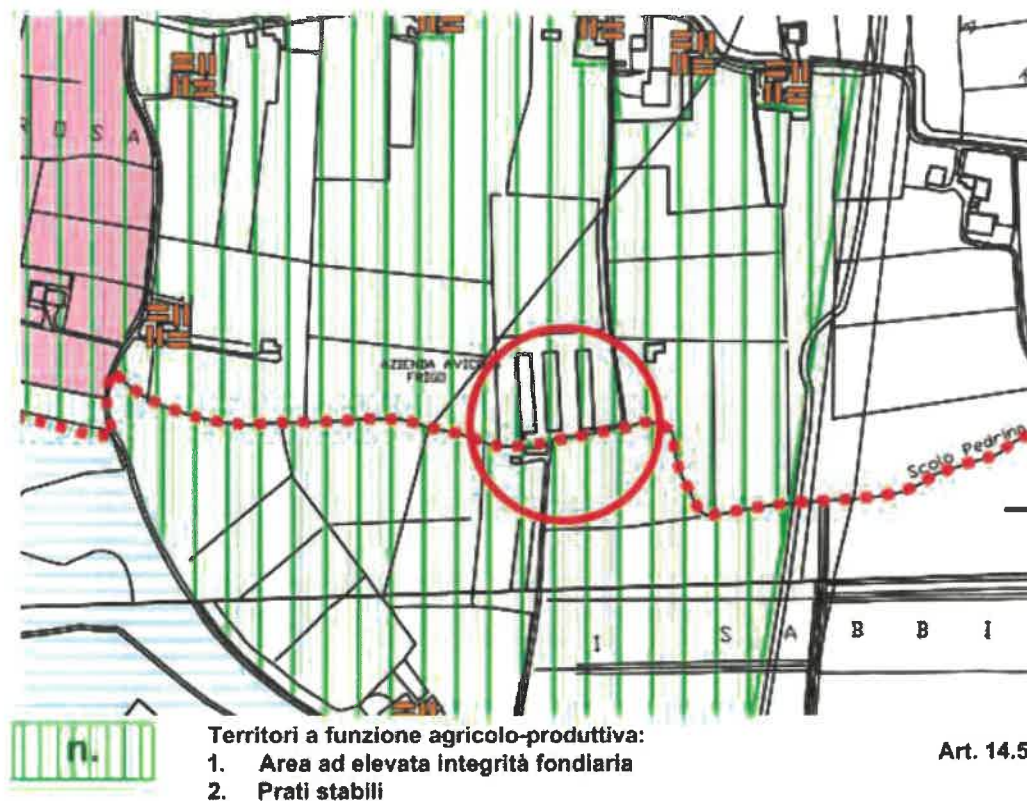 R O S A
AZIENDA AVICO
FRIGO
Scolo Pedrino
I S A B B I
n.
Territori a funzione agricolo-produttiva:
1. Area ad elevata integrità fondiaria
2. Prati stabili
Art. 14.5